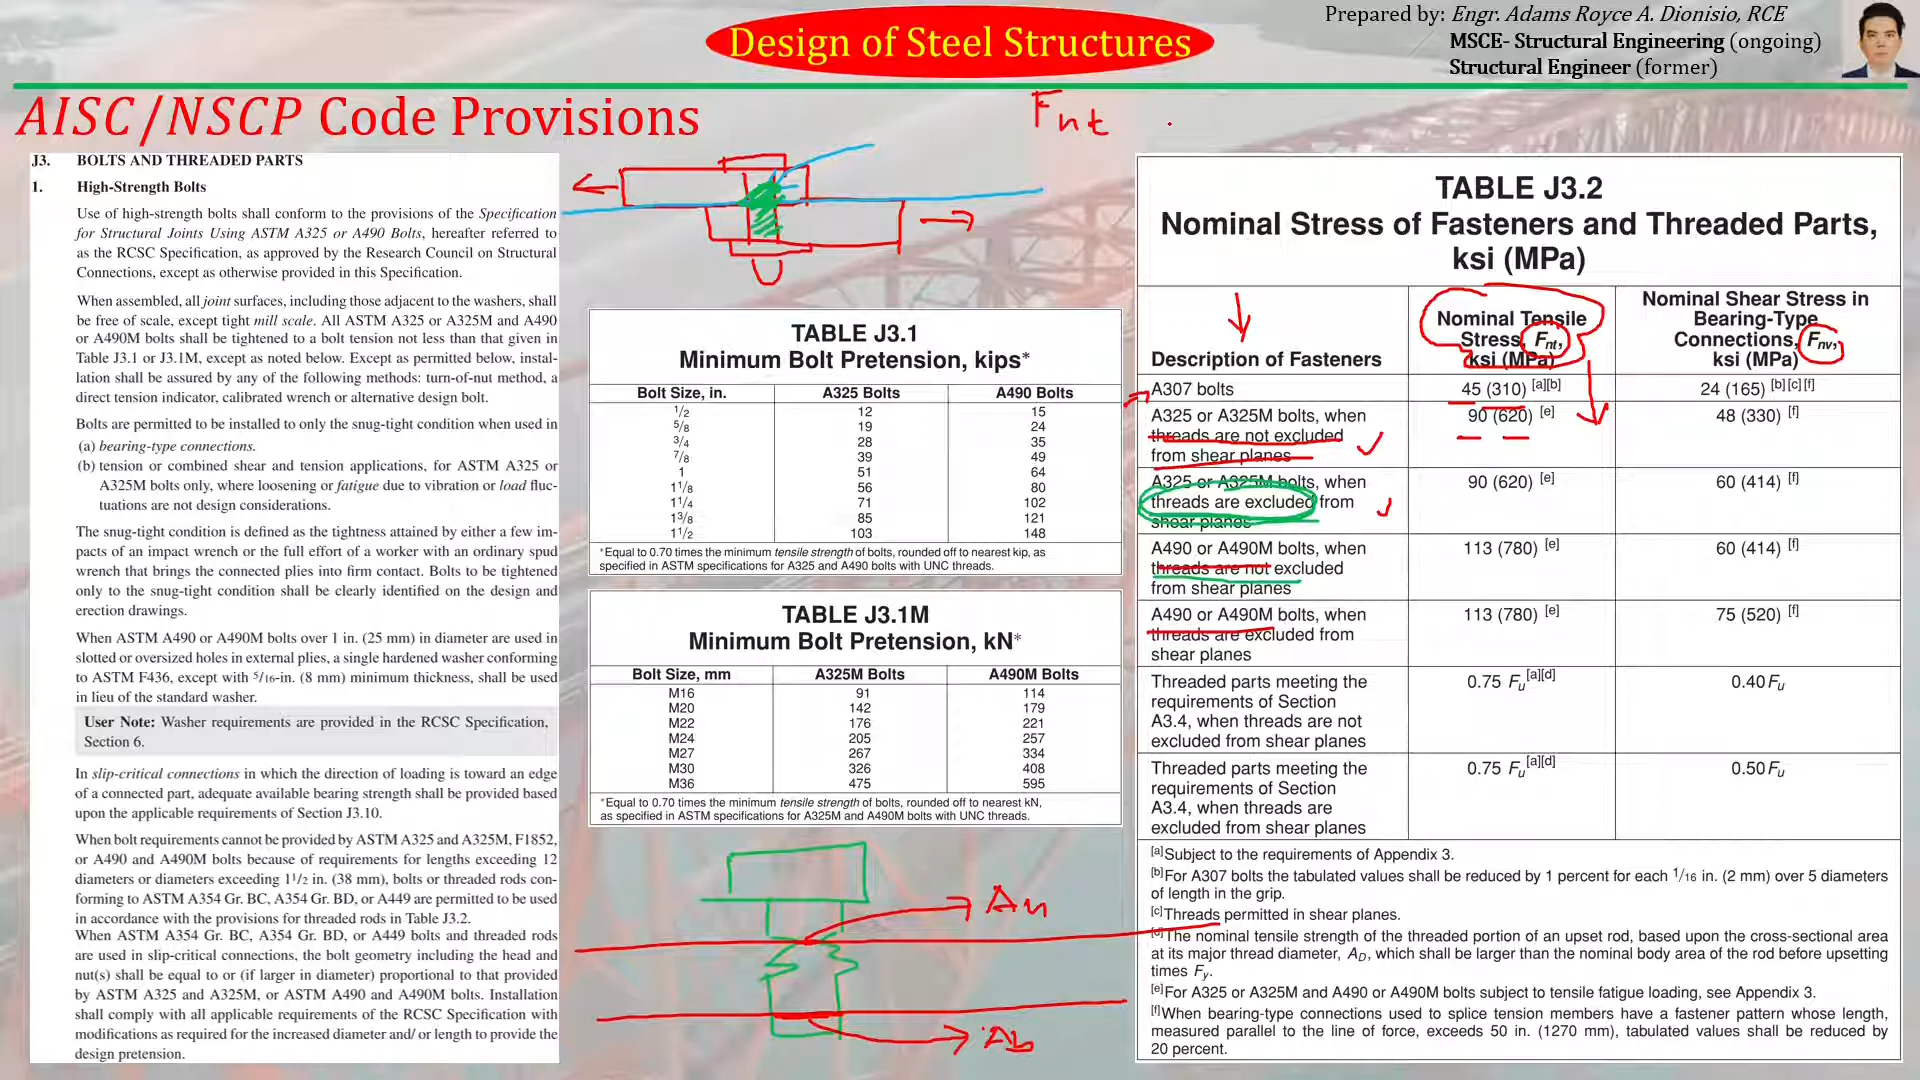 Design of Steel Structures
Prepared by: Engr. Adams Royce A. Dionisio, RCE
MSCE- Structural Engineering (ongoing)
Structural Engineer (former)
AISC/NSCP Code Provisions
Fnt
J3. BOLTS AND THREADED PARTS
1. High-Strength Bolts
Use of high-strength bolts shall conform to the provisions of the Specification
for Structural Joints Using ASTM A325 or A490 Bolts, hereafter referred to
as the RCSC Specification, as approved by the Research Council on Structural
Connections, except as otherwise provided in this Specification.
When assembled, all joint surfaces, including those adjacent to the washers, shall
be free of scale, except tight mill scale. All ASTM A325 or A325M and A490
or A490M bolts shall be tightened to a bolt tension not less than that given in
Table J3.1 or J3.1M, except as noted below. Except as permitted below, instal-
lation shall be assured by any of the following methods: turn-of-nut method, a
direct tension indicator, calibrated wrench or alternative design bolt.
Bolts are permitted to be installed to only the snug-tight condition when used in
(a) bearing-type connections.
(b) tension or combined shear and tension applications, for ASTM A325 or
A325M bolts only, where loosening or fatigue due to vibration or load fluc-
tuations are not design considerations.
The snug-tight condition is defined as the tightness attained by either a few im-
pacts of an impact wrench or the full effort of a worker with an ordinary spud
wrench that brings the connected plies into firm contact. Bolts to be tightened
only to the snug-tight condition shall be clearly identified on the design and
erection drawings.
When ASTM A490 or A490M bolts over 1 in. (25 mm) in diameter are used in
slotted or oversized holes in external plies, a single hardened washer conforming
to ASTM F436, except with 5/16-in. (8 mm) minimum thickness, shall be used
in lieu of the standard washer.
User Note: Washer requirements are provided in the RCSC Specification,
Section 6.
In slip-critical connections in which the direction of loading is toward an edge
of a connected part, adequate available bearing strength shall be provided based
upon the applicable requirements of Section J3.10.
When bolt requirements cannot be provided by ASTM A325 and A325M, F1852,
or A490 and A490M bolts because of requirements for lengths exceeding 12
diameters or diameters exceeding 1 1/2 in. (38 mm), bolts or threaded rods con-
forming to ASTM A354 Gr. BC, A354 Gr. BD, or A449 are permitted to be used
in accordance with the provisions for threaded rods in Table J3.2.
When ASTM A354 Gr. BC, A354 Gr. BD, or A449 bolts and threaded rods
are used in slip-critical connections, the bolt geometry including the head and
nut(s) shall be equal to or (if larger in diameter) proportional to that provided
by ASTM A325 and A325M, or ASTM A490 and A490M bolts. Installation
shall comply with all applicable requirements of the RCSC Specification with
modifications as required for the increased diameter and/ or length to provide the
design pretension.
TABLE J3.1
Minimum Bolt Pretension, kips*
Bolt Size, in. A325 Bolts A490 Bolts
1/2 12 15
5/8 19 24
3/4 28 35
7/8 39 49
1 51 64
1 1/8 56 80
1 1/4 71 102
1 3/8 85 121
1 1/2 103 148
*Equal to 0.70 times the minimum tensile strength of bolts, rounded off to nearest kip, as
specified in ASTM specifications for A325 and A490 bolts with UNC threads.
TABLE J3.1M
Minimum Bolt Pretension, kN*
Bolt Size, mm A325M Bolts A490M Bolts
M16 91 114
M20 142 179
M22 176 221
M24 205 257
M27 267 334
M30 326 408
M36 475 595
*Equal to 0.70 times the minimum tensile strength of bolts, rounded off to nearest kN,
as specified in ASTM specifications for A325M and A490M bolts with UNC threads.
An
Ab
TABLE J3.2
Nominal Stress of Fasteners and Threaded Parts,
ksi (MPa)
Description of Fasteners
Nominal Tensile
Stress, Fnt,
ksi (MPa)
Nominal Shear Stress in
Bearing-Type
Connections, Fnv,
ksi (MPa)
A307 bolts 45 (310) [a][b] 24 (165) [b][c][f]
A325 or A325M bolts, when 90 (620) [e] 48 (330) [f]
threads are not excluded
from shear planes
A325 or A325M bolts, when 90 (620) [e] 60 (414) [f]
threads are excluded from
shear planes
A490 or A490M bolts, when 113 (780) [e] 60 (414) [f]
threads are not excluded
from shear planes
A490 or A490M bolts, when 113 (780) [e] 75 (520) [f]
threads are excluded from
shear planes
Threaded parts meeting the 0.75 Fu [a][d] 0.40Fu
requirements of Section
A3.4, when threads are not
excluded from shear planes
Threaded parts meeting the 0.75 Fu [a][d] 0.50Fu
requirements of Section
A3.4, when threads are
excluded from shear planes
[a]Subject to the requirements of Appendix 3.
[b]For A307 bolts the tabulated values shall be reduced by 1 percent for each 1/16 in. (2 mm) over 5 diameters
of length in the grip.
[c]Threads permitted in shear planes.
[d]The nominal tensile strength of the threaded portion of an upset rod, based upon the cross-sectional area
at its major thread diameter, AD, which shall be larger than the nominal body area of the rod before upsetting
times Fy.
[e]For A325 or A325M and A490 or A490M bolts subject to tensile fatigue loading, see Appendix 3.
[f]When bearing-type connections used to splice tension members have a fastener pattern whose length,
measured parallel to the line of force, exceeds 50 in. (1270 mm), tabulated values shall be reduced by
20 percent.